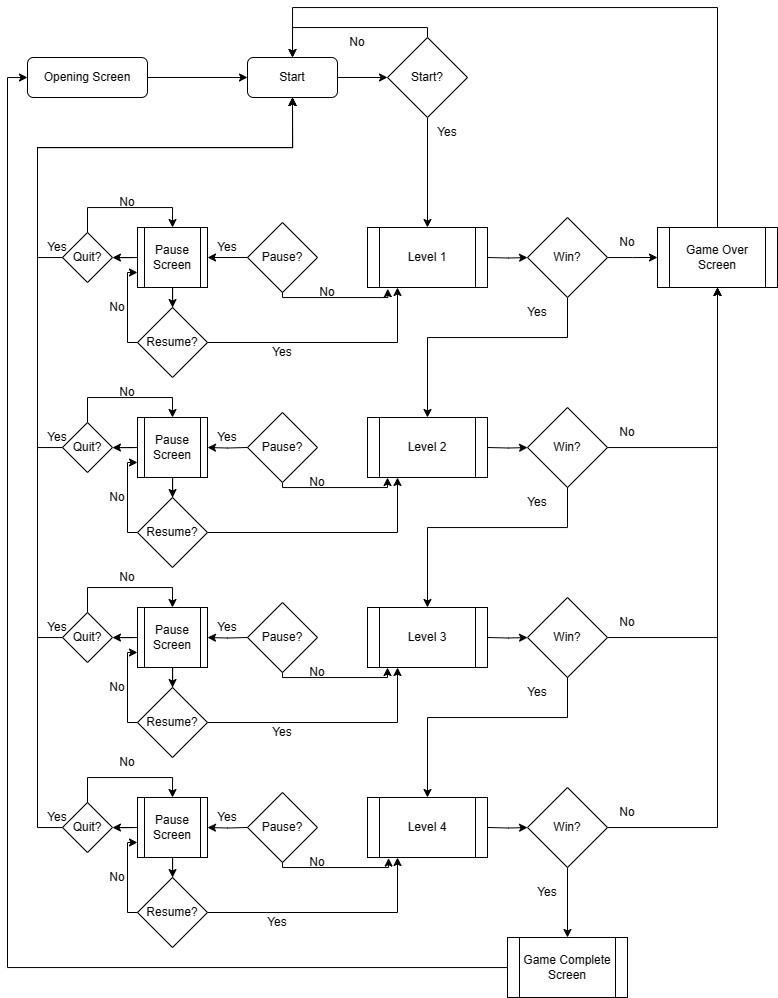 No
Opening Screen
Start
Start?
Yes
No
Yes
Quit?
Pause
Screen
Yes
Pause?
Level 1
Win?
No
Game Over
Screen
No
No
Resume?
Yes
Yes
No
Yes
Quit?
Pause
Screen
Yes
Pause?
Level 2
Win?
No
No
No
Resume?
Yes
No
Yes
Quit?
Pause
Screen
Yes
Pause?
Level 3
Win?
No
No
No
Resume?
Yes
Yes
No
Yes
Quit?
Pause
Screen
Yes
Pause?
Level 4
Win?
No
No
No
Resume?
Yes
Yes
Game Complete
Screen